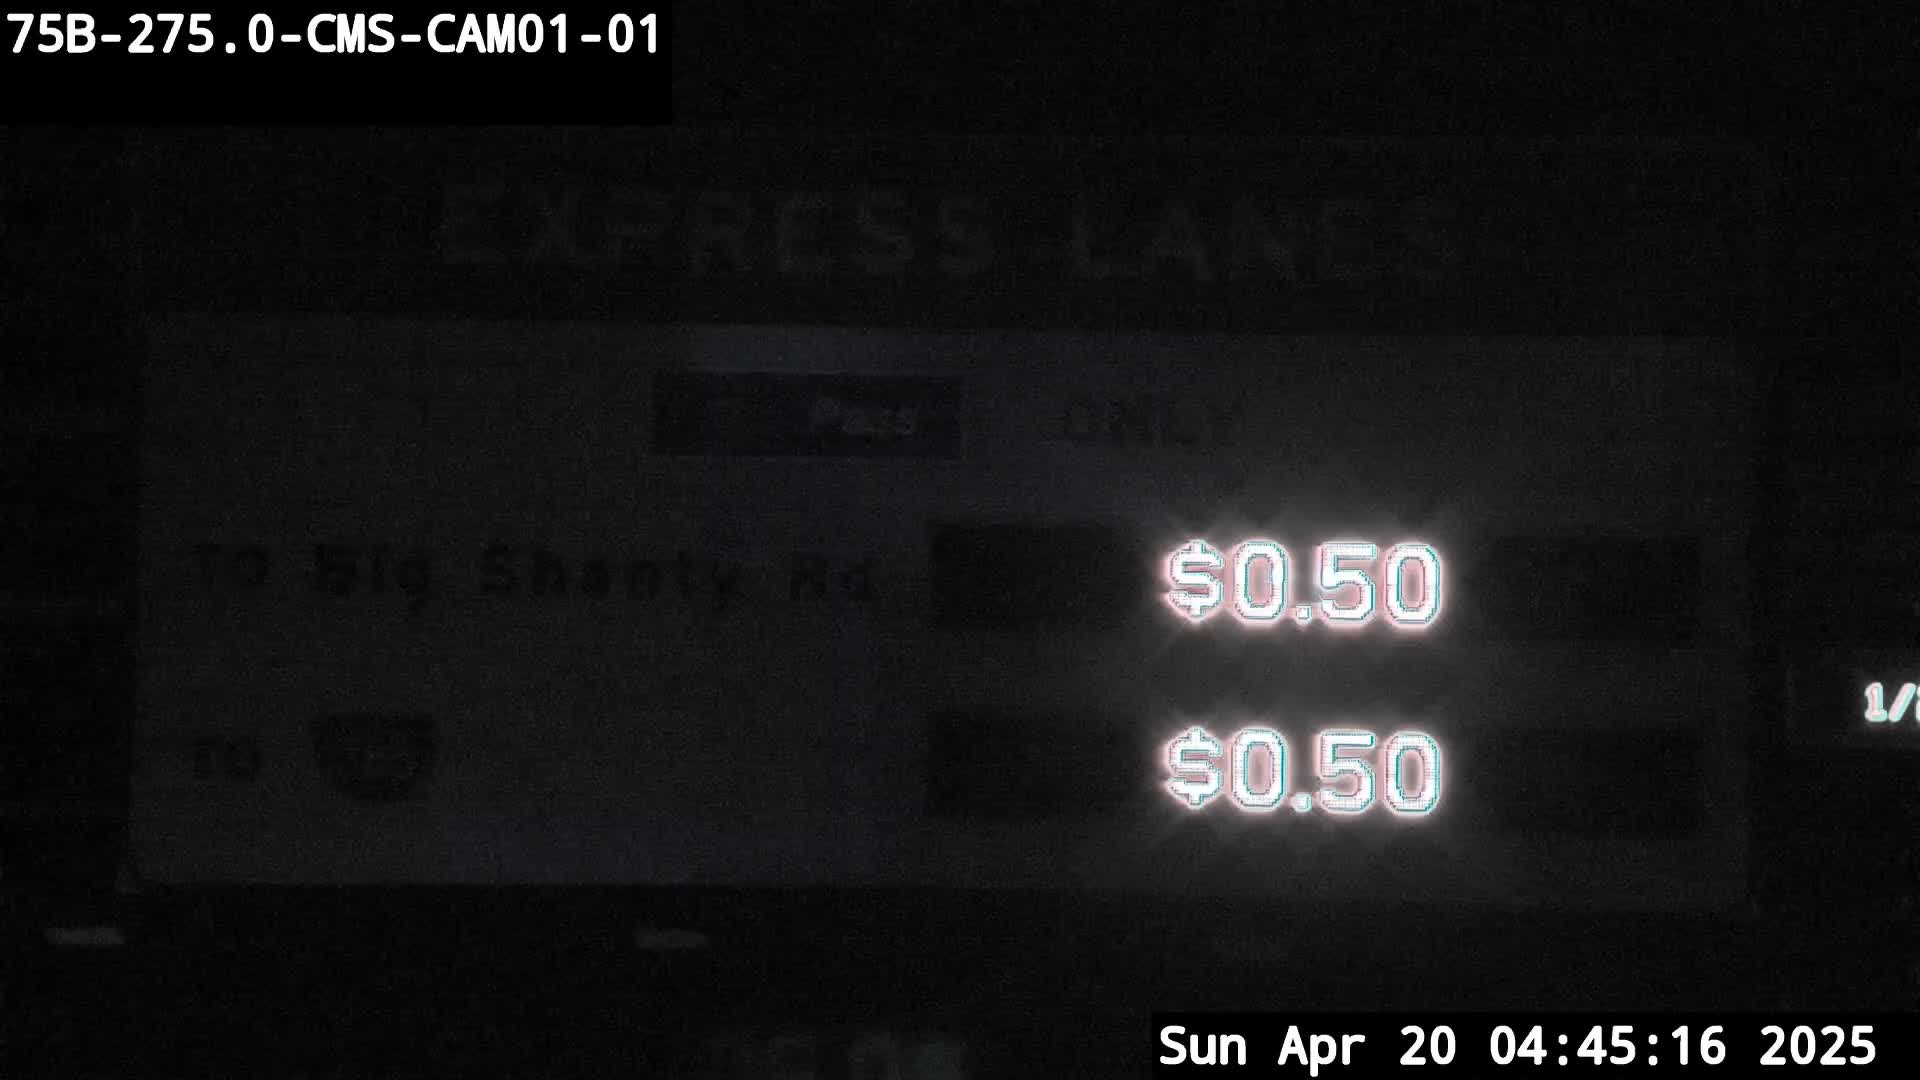 75B-275.0-CMS-CAM01-01
EXPRESS LANES
Pass ONLY
To Big Shanty Rd $0.50
TO $0.50
1/
Sun Apr 20 04:45:16 2025